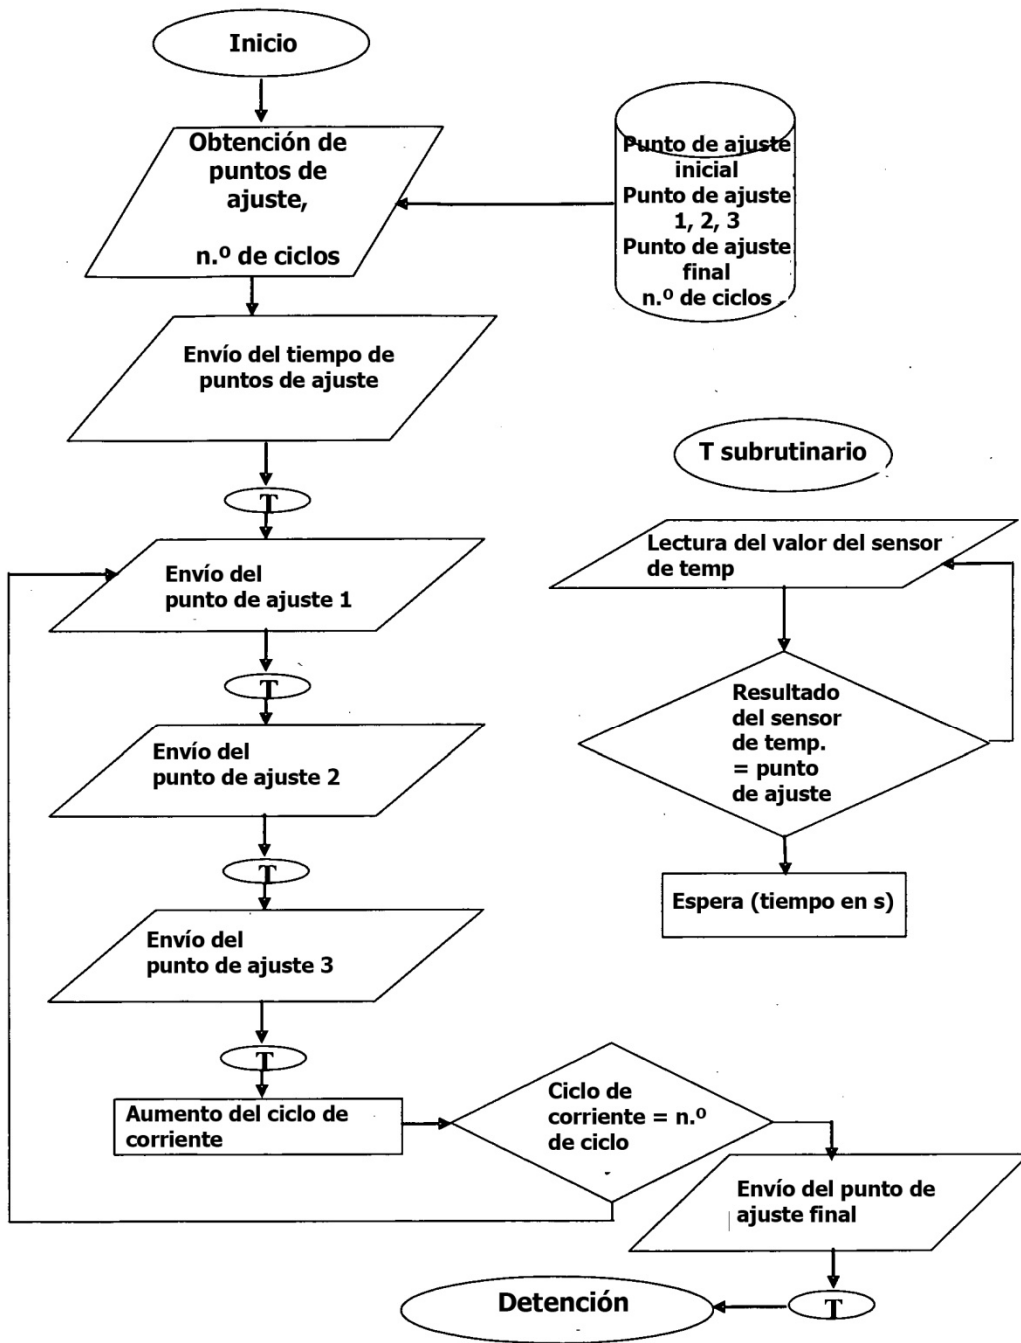 Inicio
Obtención de
puntos de
ajuste,
n.º de ciclos
Punto de ajuste
inicial
Punto de ajuste
1, 2, 3
Punto de ajuste
final
n.º de ciclos
Envío del tiempo de
puntos de ajuste
T
Envío del
punto de ajuste 1
T
Envío del
punto de ajuste 2
T
Envío del
punto de ajuste 3
T
Aumento del ciclo de
corriente
Ciclo de
corriente = n.º
de ciclo
Envío del punto de
ajuste final
T
Detención
T subrutinario
Lectura del valor del sensor
de temp
Resultado
del sensor
de temp.
= punto
de ajuste
Espera (tiempo en s)